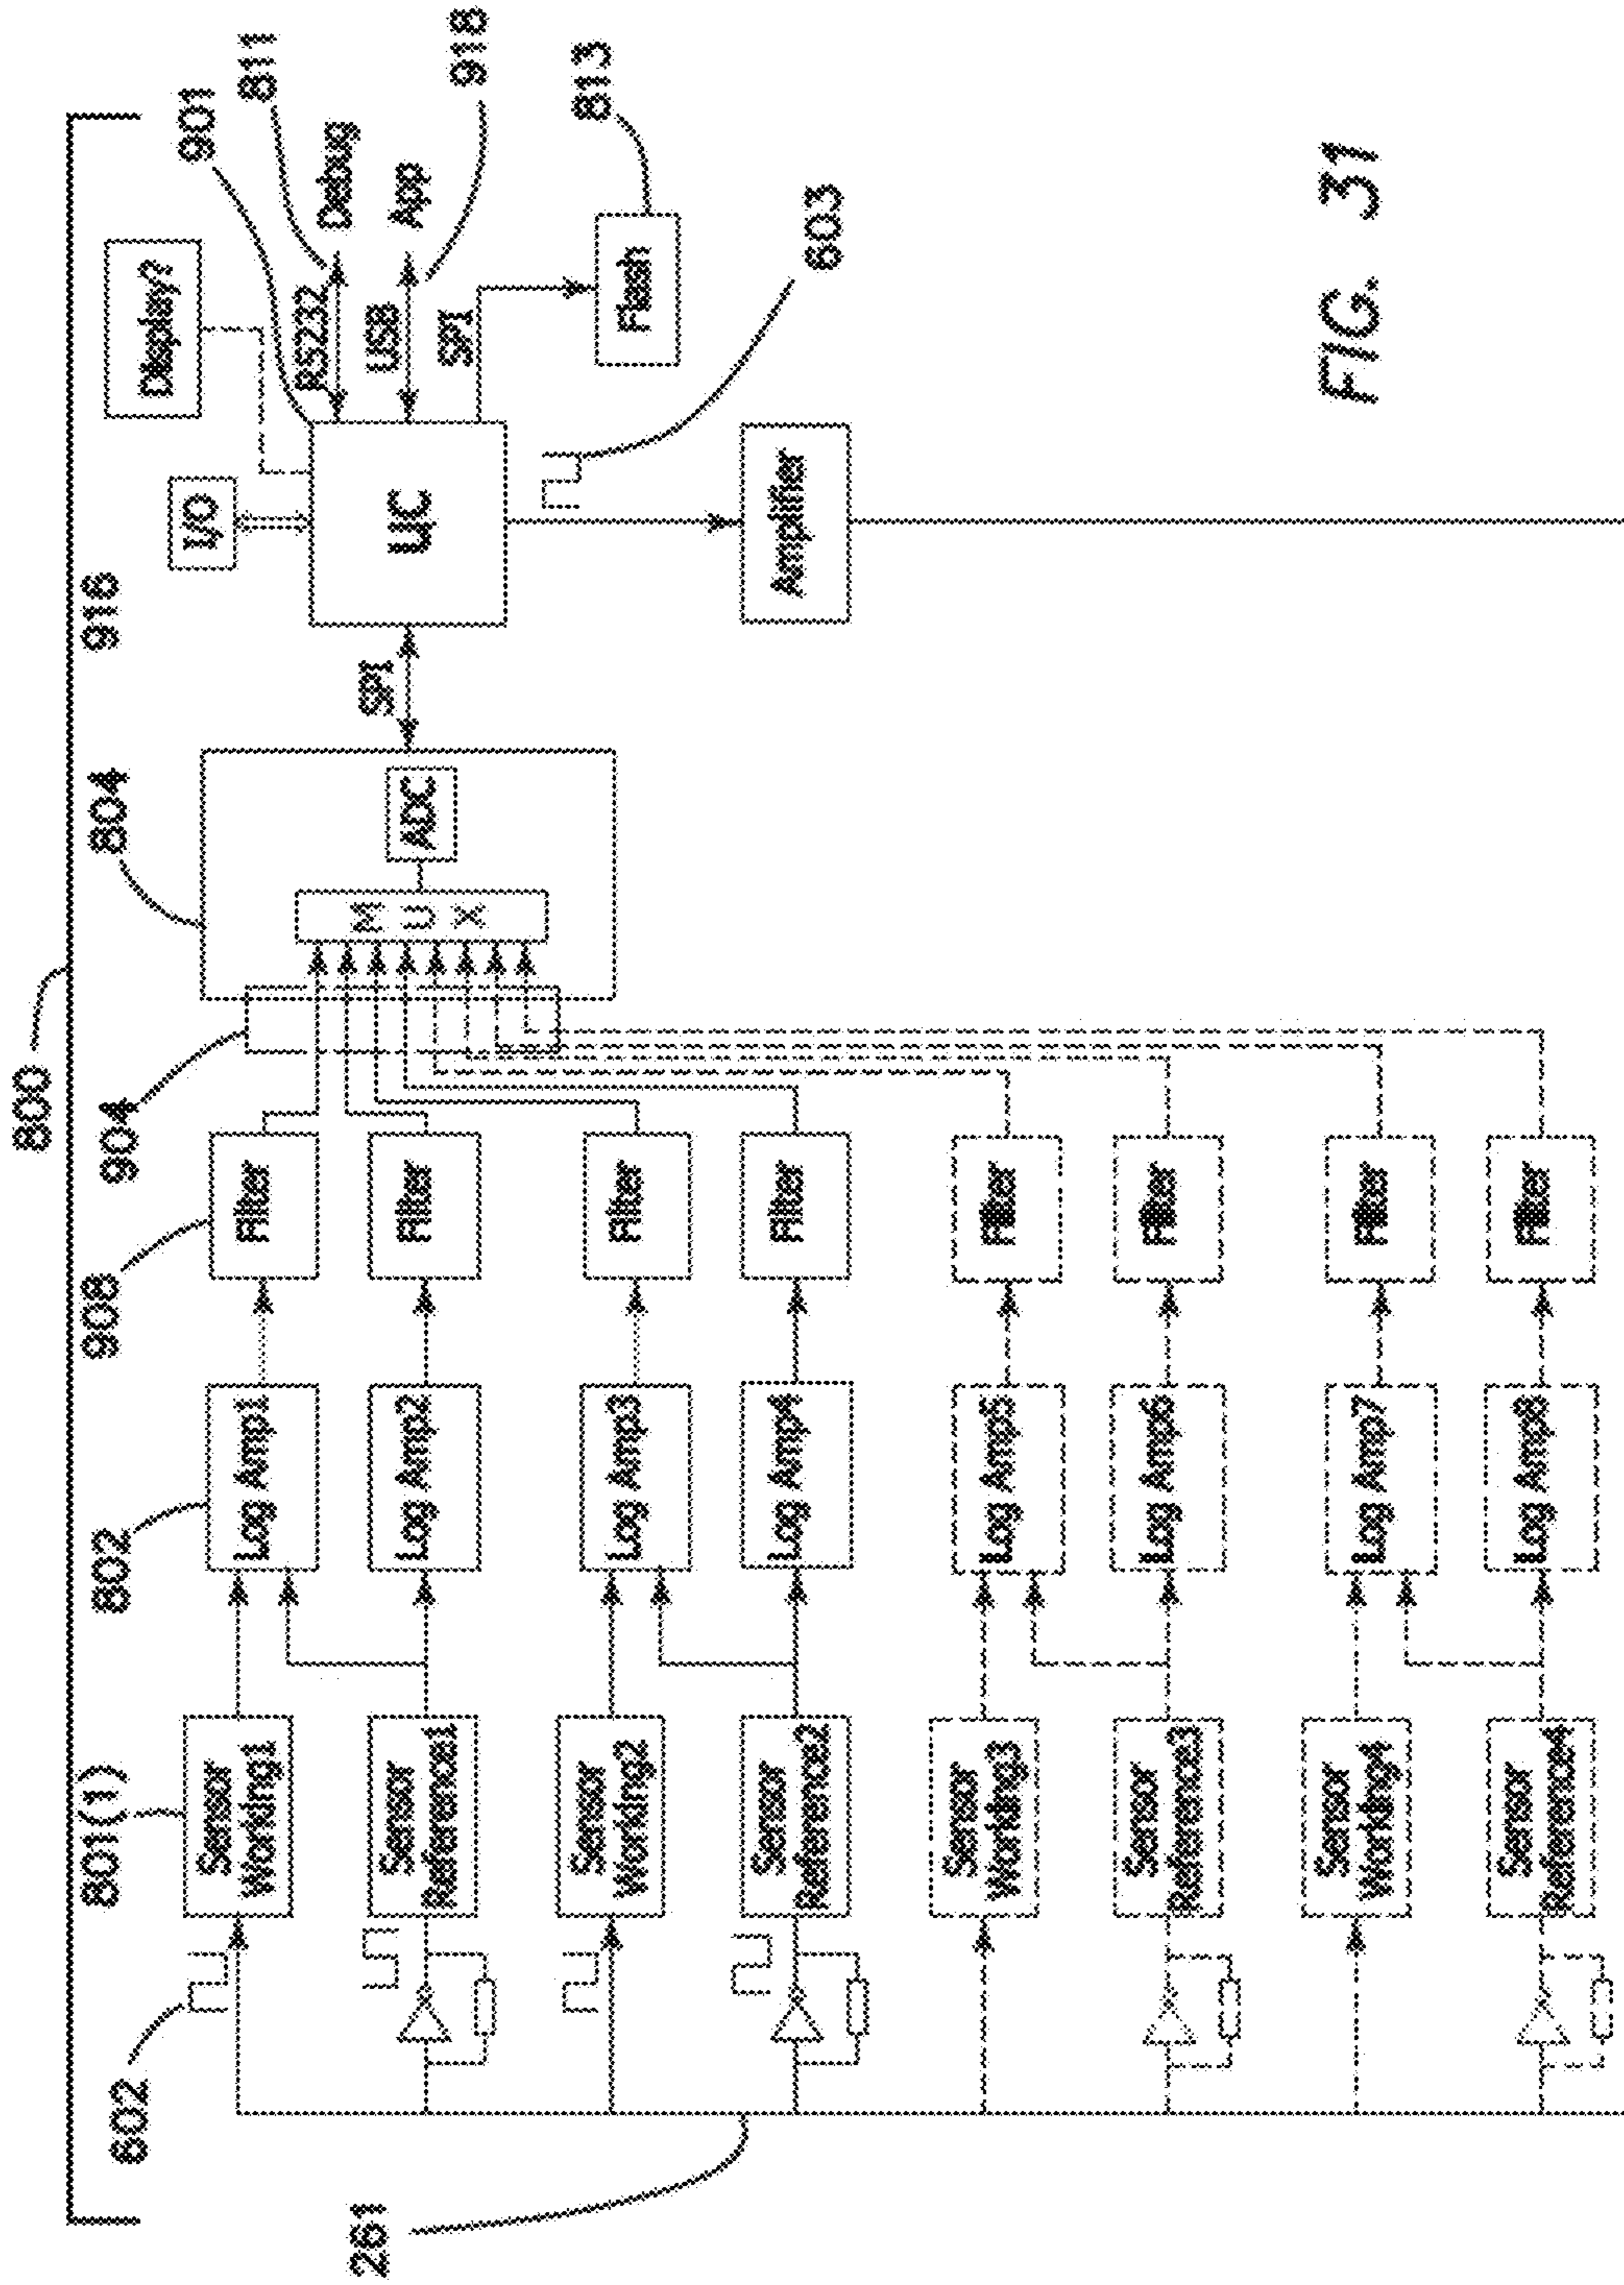 800
602
801(1)
802
908
904
804
916
901
811
918
813
603
261
Sensor
Working1
Log Amp1
Filter
Sensor
Reference1
Log Amp2
Filter
Sensor
Working2
Log Amp3
Filter
Sensor
Reference2
Log Amp4
Filter
Sensor
Working3
Log Amp5
Filter
Sensor
Reference3
Log Amp6
Filter
Sensor
Working4
Log Amp7
Filter
Sensor
Reference4
Log Amp8
Filter
M
U
X
ADC
SPI
UC
I/O
Display?
RS232
Debug
USB
App
SPI
Flash
Amplifier
FIG. 31